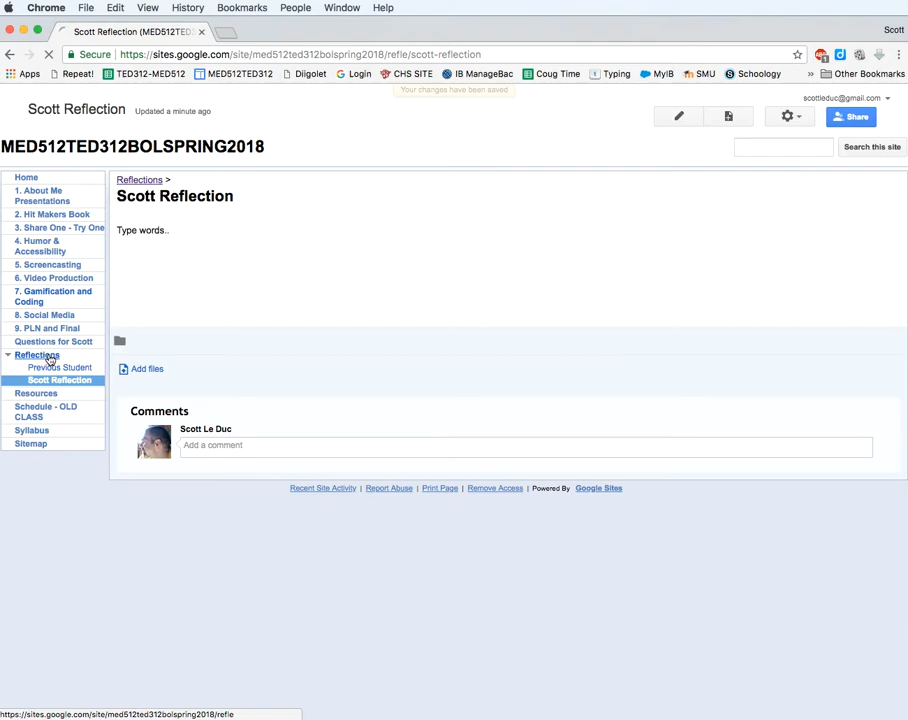 Chrome File Edit View History Bookmarks People Window Help
Scott Reflection (MED512TED3
Scott
Secure https://sites.google.com/site/med512ted312bolspring2018/refle/scott-reflection
Apps Repeat! TED312-MED512 MED512TED312 Diigolet Login CHS SITE IB ManageBac Coug Time Typing MyIB SMU Schoology » Other Bookmarks
Your changes have been saved
scottleduc@gmail.com
Scott Reflection Updated a minute ago
Share
MED512TED312BOLSPRING2018
Search this site
Home
1. About Me
Presentations
2. Hit Makers Book
3. Share One - Try One
4. Humor &
Accessibility
5. Screencasting
6. Video Production
7. Gamification and
Coding
8. Social Media
9. PLN and Final
Questions for Scott
Reflections
Previous Student
Scott Reflection
Resources
Schedule - OLD
CLASS
Syllabus
Sitemap
Reflections >
Scott Reflection
Type words..
Add files
Comments
Scott Le Duc
Add a comment
Recent Site Activity | Report Abuse | Print Page | Remove Access | Powered By Google Sites
https://sites.google.com/site/med512ted312bolspring2018/refle